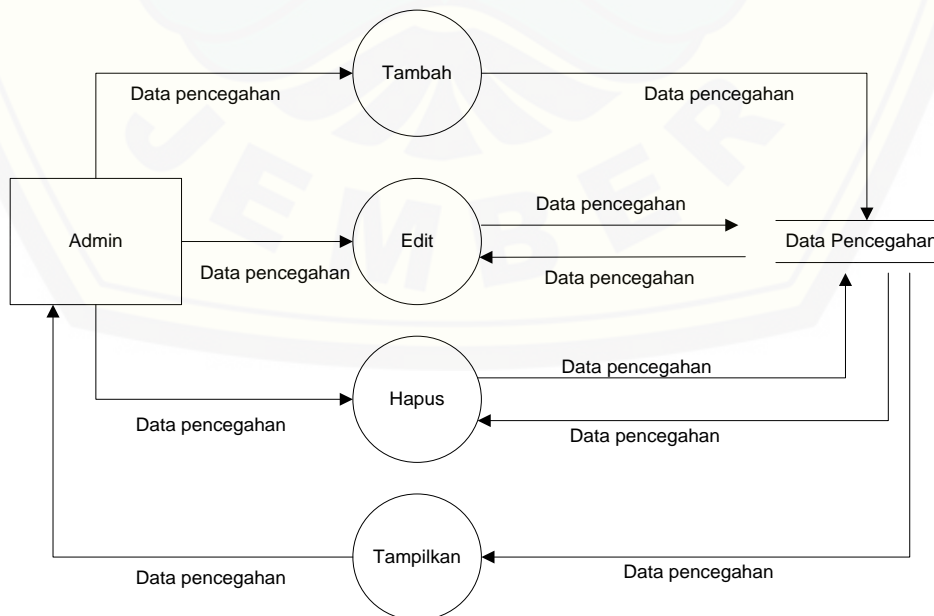 Tambah
Data pencegahan
Data pencegahan
JEMBER
Data pencegahan
Admin
Edit
Data Pencegahan
Data pencegahan
Data pencegahan
Data pencegahan
Hapus
Data pencegahan
Data pencegahan
Tampilkan
Data pencegahan
Data pencegahan